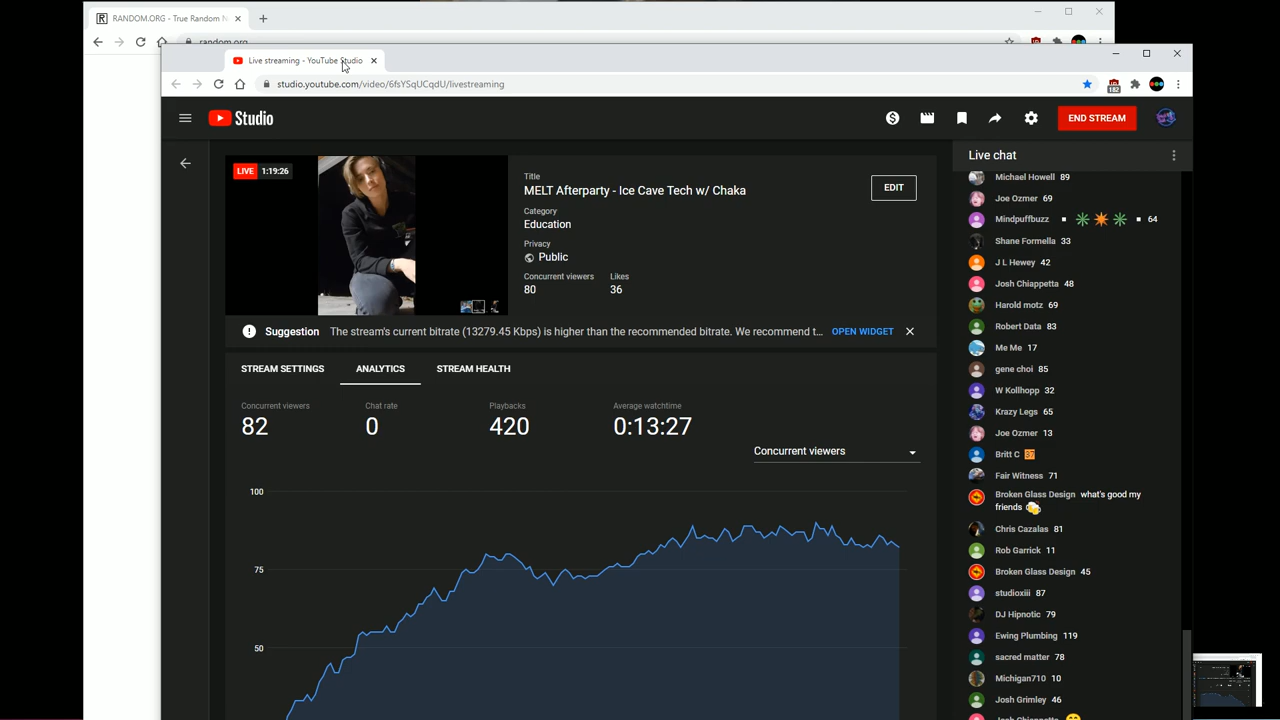 RANDOM.ORG - True Random N
random.org
Live streaming - YouTube Studio
studio.youtube.com/video/6fsYSqUCqdU/livestreaming
182
Studio
END STREAM
LIVE 1:19:26
Title
MELT Afterparty - Ice Cave Tech w/ Chaka
EDIT
Category
Education
Privacy
Public
Concurrent viewers Likes
80 36
Suggestion The stream's current bitrate (13279.45 Kbps) is higher than the recommended bitrate. We recommend t... OPEN WIDGET
STREAM SETTINGS ANALYTICS STREAM HEALTH
Concurrent viewers Chat rate Playbacks Average watchtime
82 0 420 0:13:27
Concurrent viewers
100
75
50
Live chat
Michael Howell 89
Joe Ozmer 69
Mindpuffbuzz 64
Shane Formella 33
J L Hewey 42
Josh Chiappetta 48
Harold motz 69
Robert Data 83
Me Me 17
gene choi 85
W Kollhopp 32
Krazy Legs 65
Joe Ozmer 13
Britt C
Fair Witness 71
Broken Glass Design what's good my
friends
Chris Cazalas 81
Rob Garrick 11
Broken Glass Design 45
studioxiii 87
DJ Hipnotic 79
Ewing Plumbing 119
sacred matter 78
Michigan710 10
Josh Grimley 46